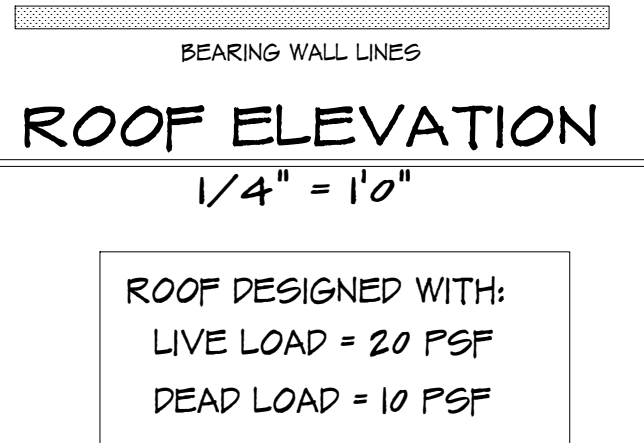 BEARING WALL LINES
ROOF ELEVATION
1/4" = 1'0"
ROOF DESIGNED WITH:
LIVE LOAD = 20 PSF
DEAD LOAD = 10 PSF